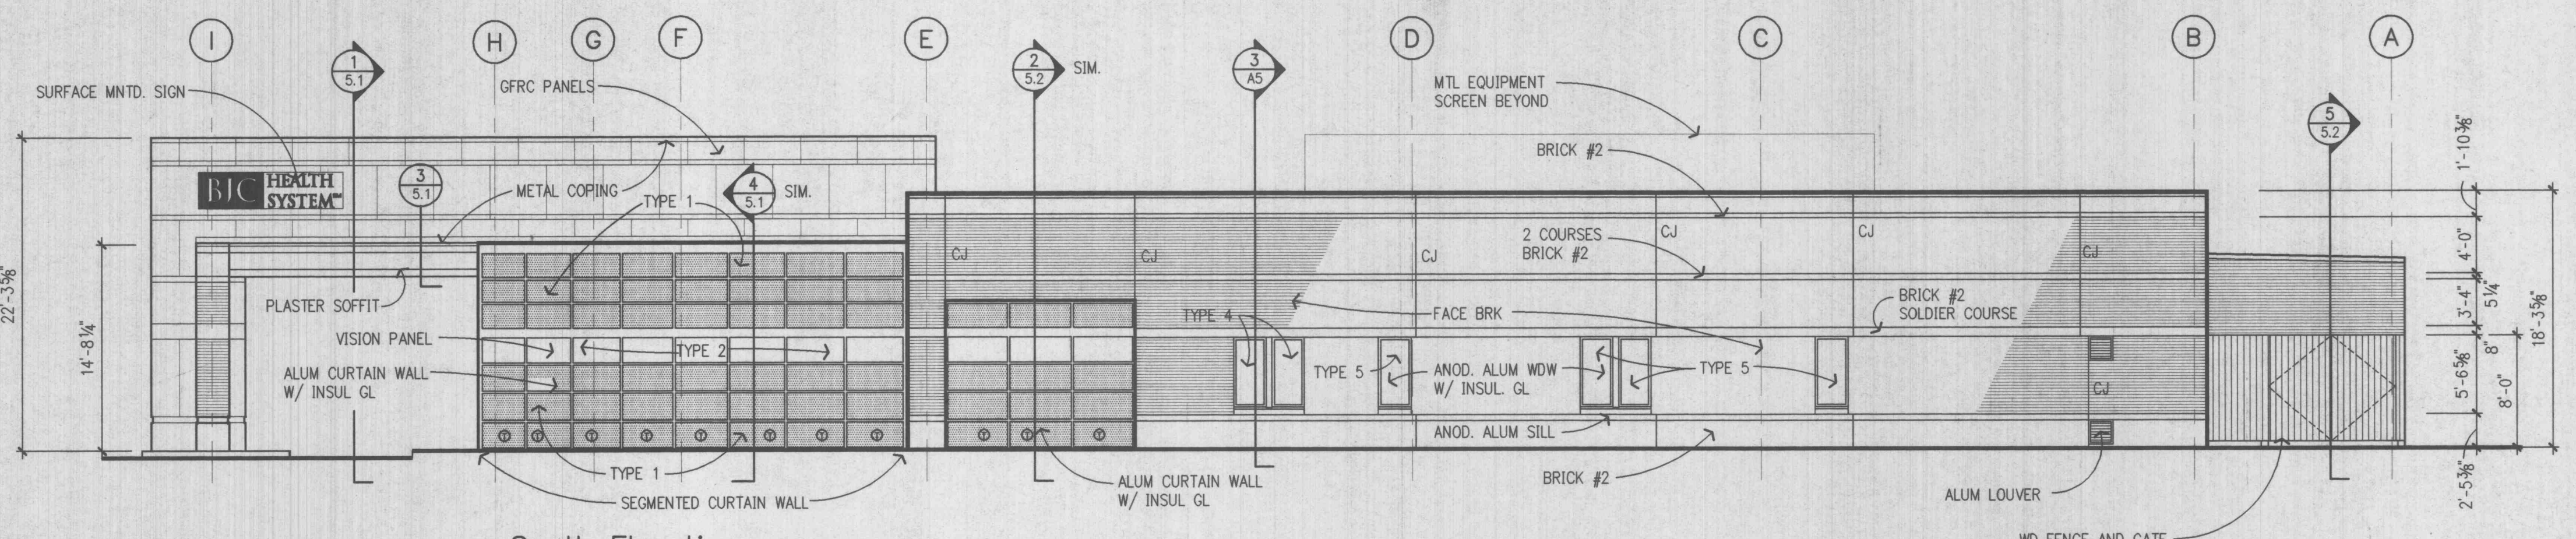 I
H
G
F
E
D
C
B
A
1
5.1
2
5.2
SIM.
3
A5
5
5.2
SURFACE MNTD. SIGN
GFRC PANELS
MTL EQUIPMENT
SCREEN BEYOND
BRICK #2
BJC HEALTH
SYSTEM
3
5.1
METAL COPING
TYPE 1
4
5.1
SIM.
2 COURSES
BRICK #2
CJ
CJ
CJ
CJ
CJ
CJ
PLASTER SOFFIT
VISION PANEL
TYPE 2
ALUM CURTAIN WALL
W/ INSUL GL
TYPE 4
FACE BRK
BRICK #2
SOLDIER COURSE
TYPE 5
ANOD. ALUM WDW
W/ INSUL. GL
TYPE 5
CJ
ANOD. ALUM SILL
T T T T T T T T
T T T
TYPE 1
SEGMENTED CURTAIN WALL
ALUM CURTAIN WALL
W/ INSUL GL
BRICK #2
ALUM LOUVER
WD FENCE AND GATE
22'-3⅝"
14'-8¼"
1'-10⅜"
4'-0"
5¼"
3'-4"
8"
5'-6⅝"
8'-0"
2'-5⅜"
18'-3⅝"